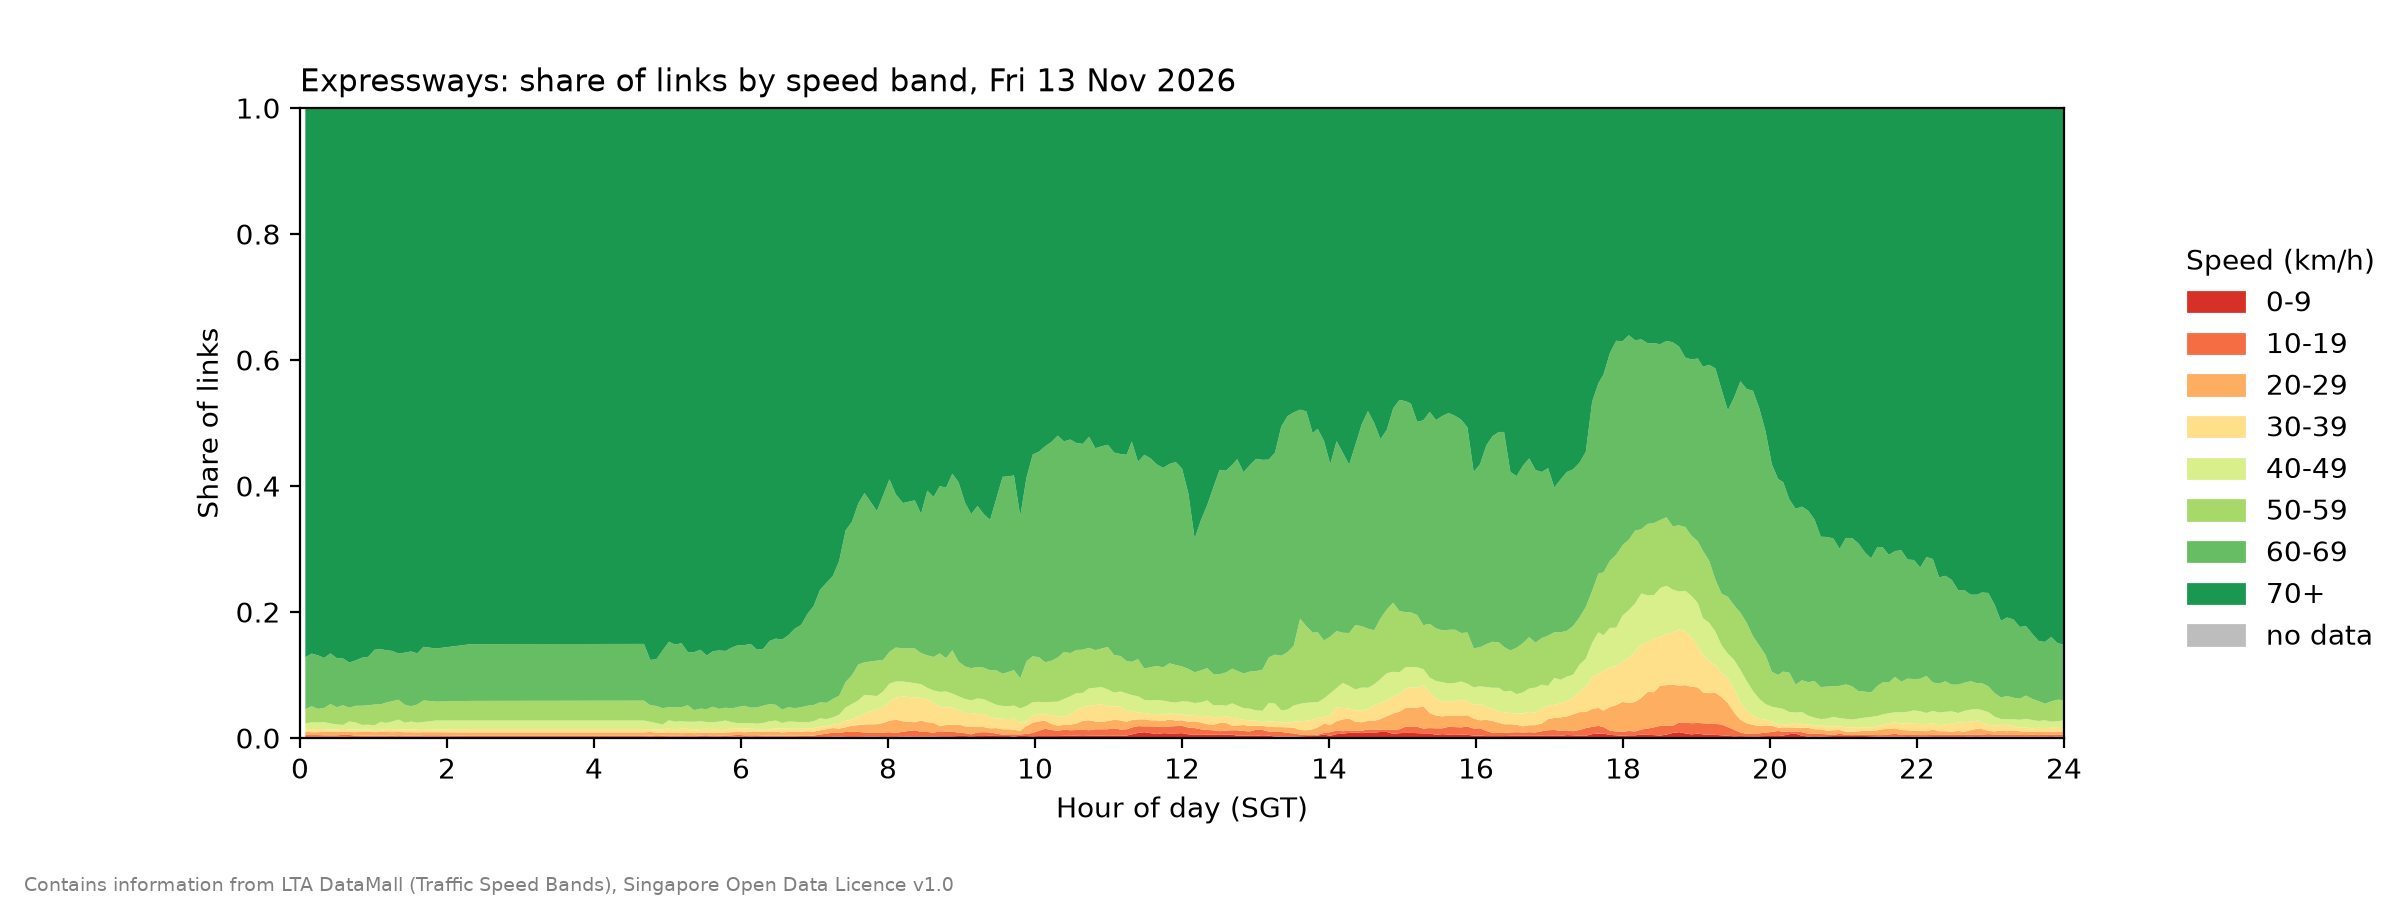 Expressways: share of links by speed band, Fri 13 Nov 2026
1.0
0.8
0.6
0.4
0.2
0.0
Share of links
0 2 4 6 8 10 12 14 16 18 20 22 24
Hour of day (SGT)
Speed (km/h)
0-9
10-19
20-29
30-39
40-49
50-59
60-69
70+
no data
Contains information from LTA DataMall (Traffic Speed Bands), Singapore Open Data Licence v1.0